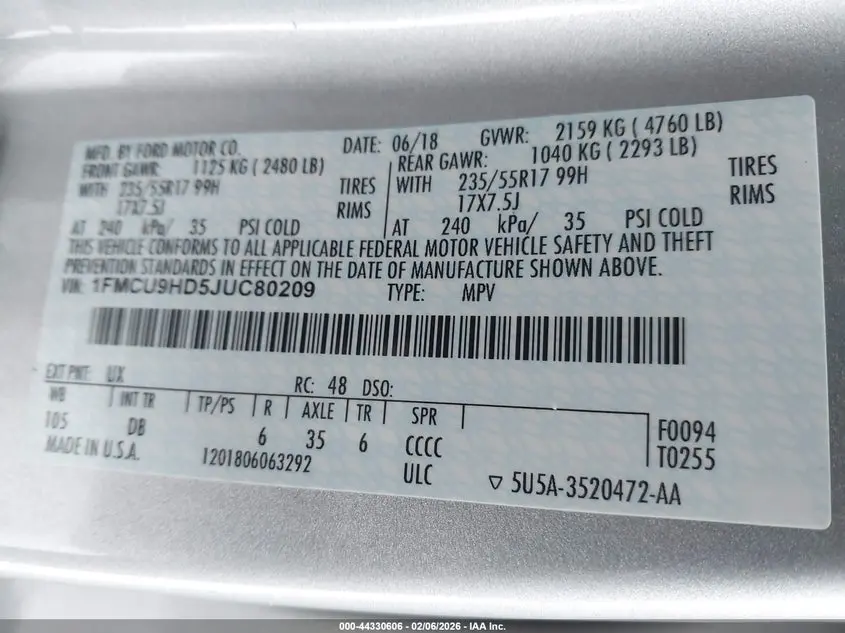 MFD. BY FORD MOTOR CO. DATE: 06/18 GVWR: 2159 KG ( 4760 LB)
FRONT GAWR: 1125 KG ( 2480 LB) REAR GAWR: 1040 KG ( 2293 LB)
WITH 235/55R17 99H TIRES WITH 235/55R17 99H TIRES
17X7.5J RIMS 17X7.5J RIMS
AT 240 kPa/ 35 PSI COLD AT 240 kPa/ 35 PSI COLD
THIS VEHICLE CONFORMS TO ALL APPLICABLE FEDERAL MOTOR VEHICLE SAFETY AND THEFT
PREVENTION STANDARDS IN EFFECT ON THE DATE OF MANUFACTURE SHOWN ABOVE.
VIN: 1FMCU9HD5JUC80209 TYPE: MPV
EXT PNT: UX RC: 48 DSO:
WB INT TR TP/PS R AXLE TR SPR
105 DB 6 35 6 CCCC F0094
MADE IN U.S.A. 1201806063292 ULC T0255
▽ 5U5A-3520472-AA
000-44330606 - 02/06/2026 - IAA Inc.